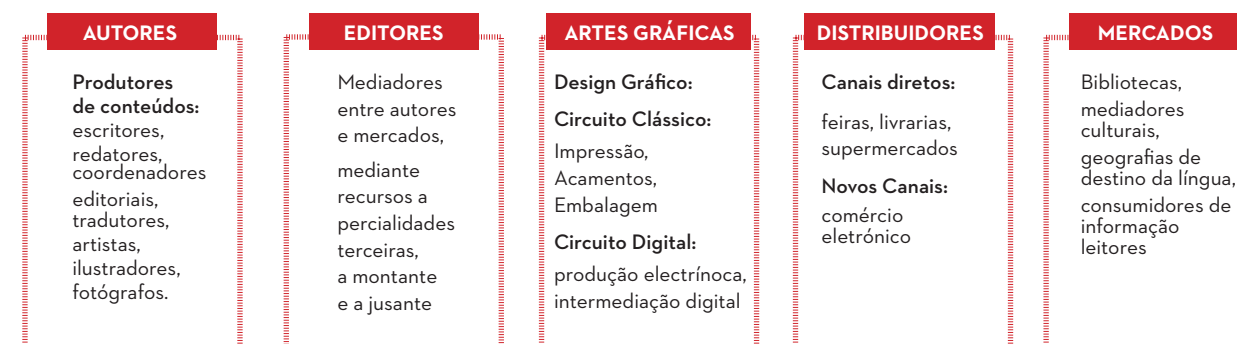 AUTORES
Produtores
de conteúdos:
escritores,
redatores,
coordenadores
editoriais,
tradutores,
artistas,
ilustradores,
fotógrafos.
EDITORES
Mediadores
entre autores
e mercados,
mediante
recursos a
percialidades
terceiras,
a montante
e a jusante
ARTES GRÁFICAS
Design Gráfico:
Circuito Clássico:
Impressão,
Acamentos,
Embalagem
Circuito Digital:
produção electrínoca,
intermediação digital
DISTRIBUIDORES
Canais diretos:
feiras, livrarias,
supermercados
Novos Canais:
comércio
eletrónico
MERCADOS
Bibliotecas,
mediadores
culturais,
geografias de
destino da língua,
consumidores de
informação
leitores